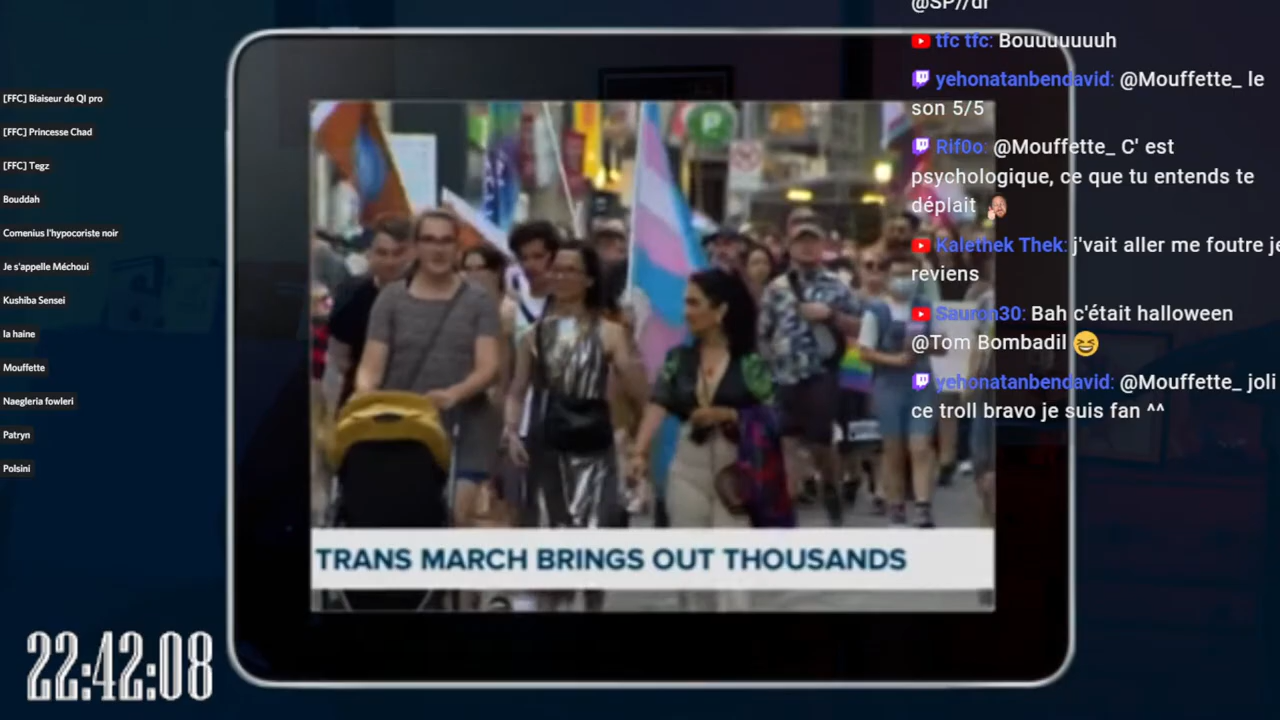 @SP//dr
tfc tfc: Bouuuuuuuh
yehonatanbendavid: @Mouffette_ le
son 5/5
Rif0o: @Mouffette_ C' est
psychologique, ce que tu entends te
déplait
Kalethek Thek: j'vait aller me foutre je
reviens
Sauron30: Bah c'était halloween
@Tom Bombadil
yehonatanbendavid: @Mouffette_ joli
ce troll bravo je suis fan ^^
[FFC] Biaiseur de QI pro
[FFC] Princesse Chad
[FFC] Tegz
Bouddah
Comenius l'hypocoriste noir
Je s'appelle Méchoui
Kushiba Sensei
la haine
Mouffette
Naegleria fowleri
Patryn
Polsini
P
TRANS MARCH BRINGS OUT THOUSANDS
22:42:08